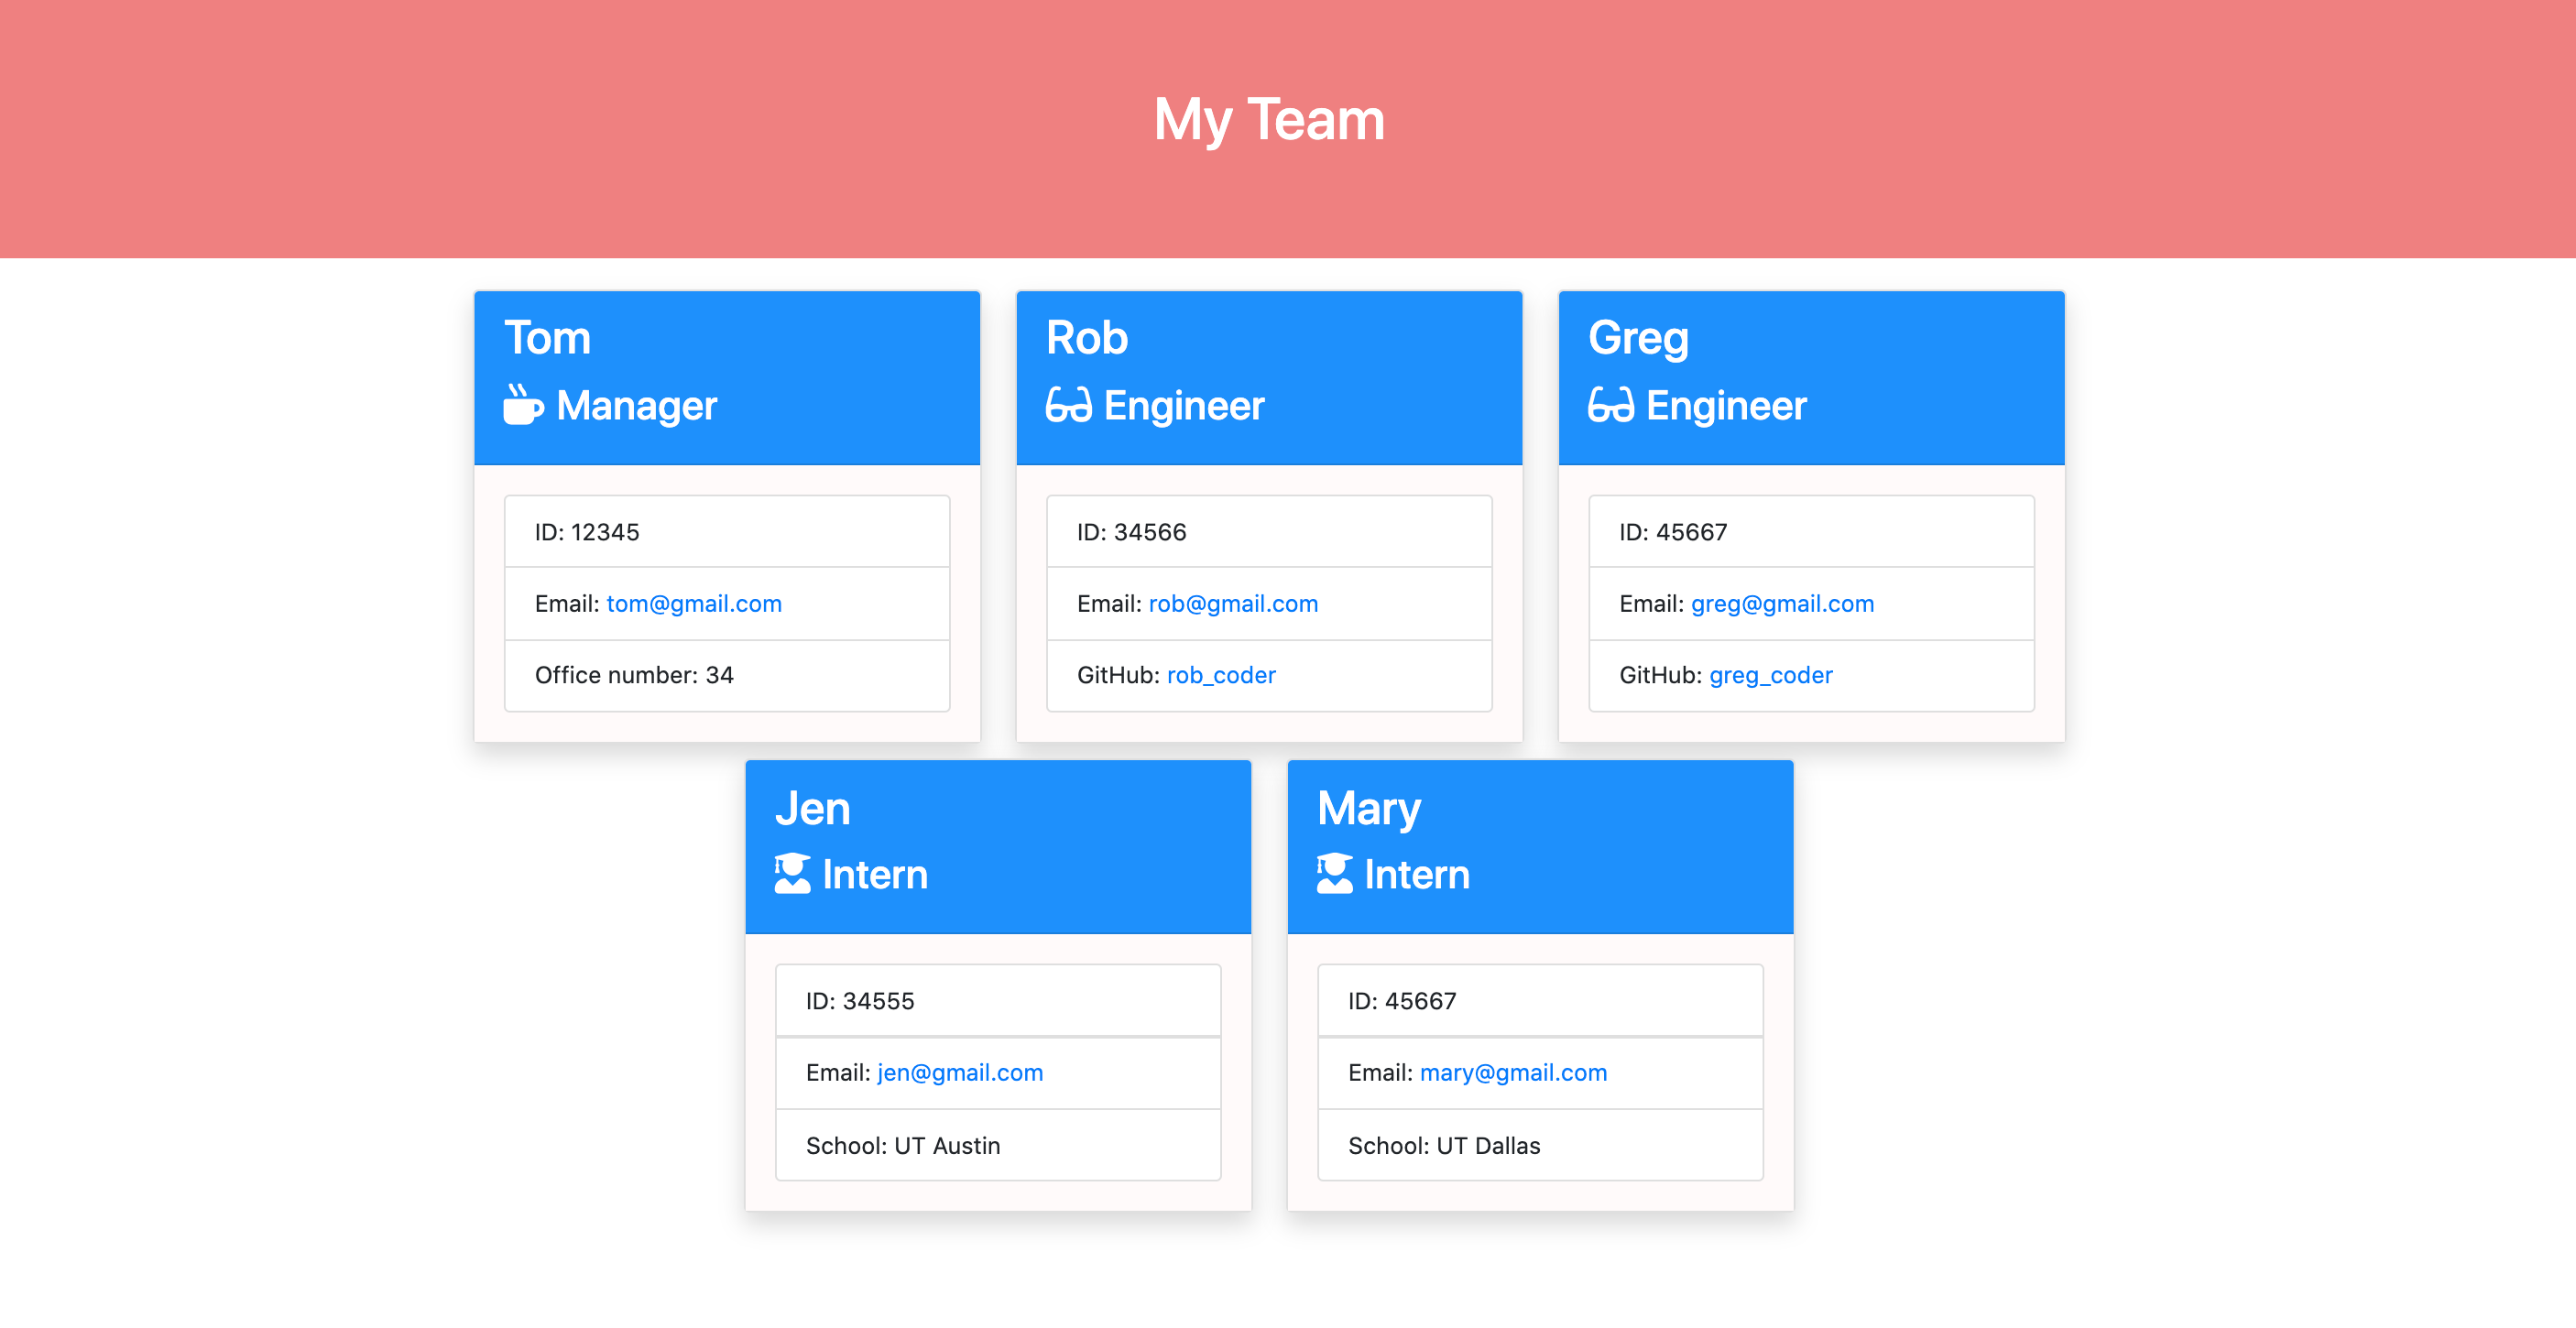 My Team
Tom
Manager
ID: 12345
Email: tom@gmail.com
Office number: 34
Rob
Engineer
ID: 34566
Email: rob@gmail.com
GitHub: rob_coder
Greg
Engineer
ID: 45667
Email: greg@gmail.com
GitHub: greg_coder
Jen
Intern
ID: 34555
Email: jen@gmail.com
School: UT Austin
Mary
Intern
ID: 45667
Email: mary@gmail.com
School: UT Dallas